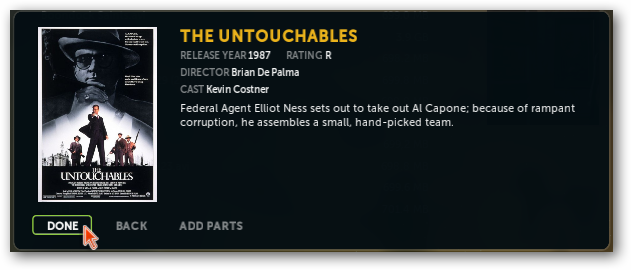 THE UNTOUCHABLES
RELEASE YEAR 1987 RATING R
DIRECTOR Brian De Palma
CAST Kevin Costner
Federal Agent Elliot Ness sets out to take out Al Capone; because of rampant
corruption, he assembles a small, hand-picked team.
THE
UNTOUCHABLES
DONE BACK ADD PARTS